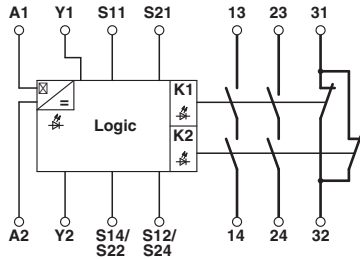 A1 Y1 S11 S21 13 23 31
K1
=
Logic
K2
A2 Y2 S14/ S12/ 14 24 32
S22 S24